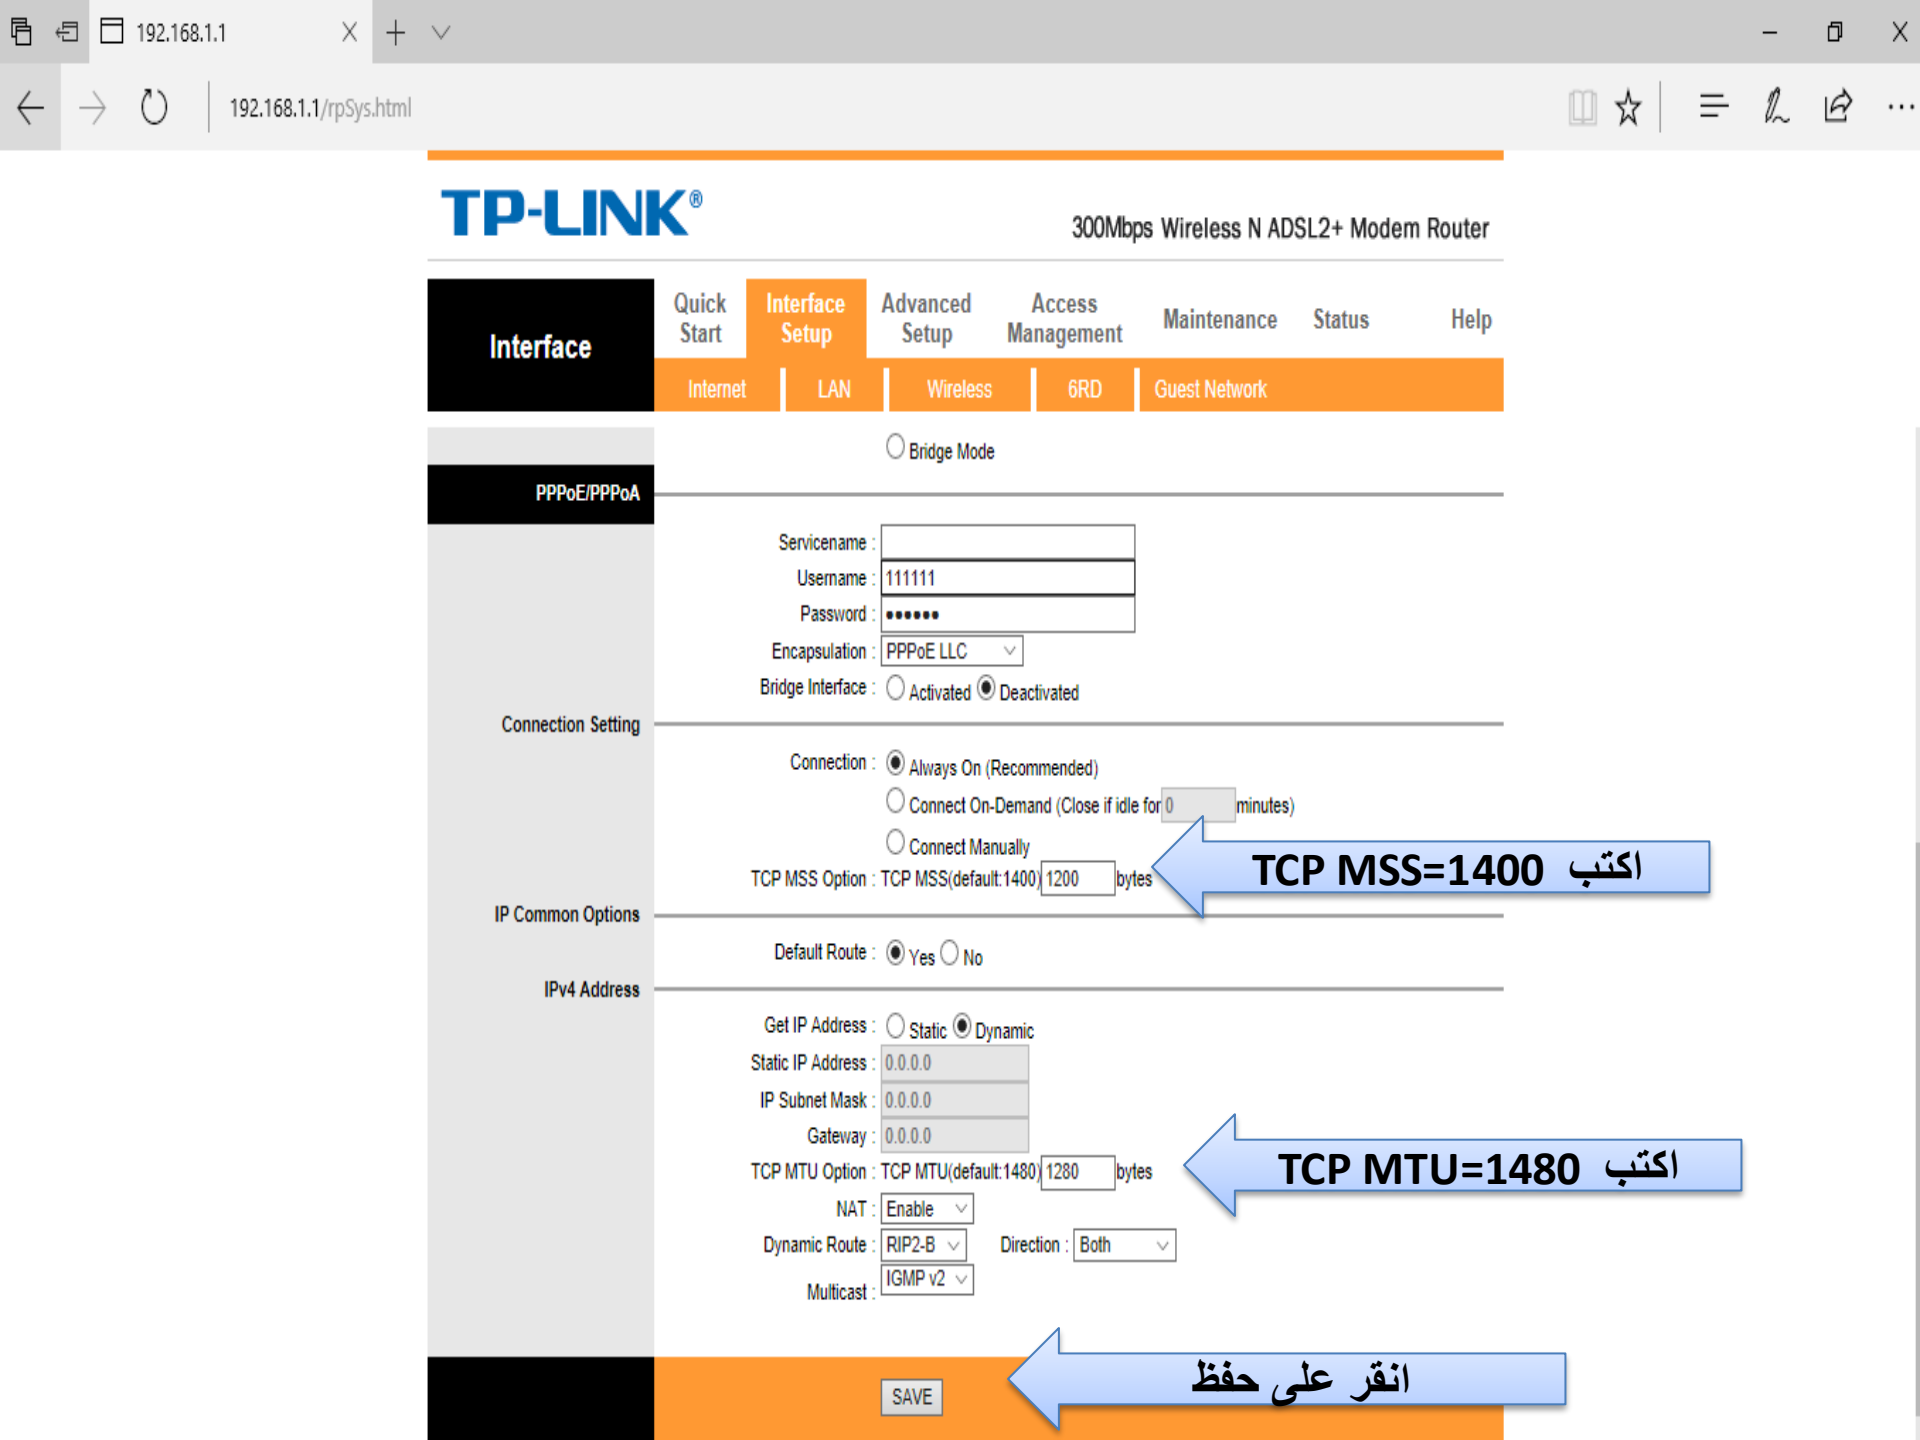 192.168.1.1
192.168.1.1/rpSys.html
TP-LINK®
300Mbps Wireless N ADSL2+ Modem Router
Interface
Quick Start
Interface Setup
Advanced Setup
Access Management
Maintenance
Status
Help
Internet
LAN
Wireless
6RD
Guest Network
Bridge Mode
PPPoE/PPPoA
Servicename :
Username : 111111
Password : ••••••
Encapsulation : PPPoE LLC
Bridge Interface : Activated Deactivated
Connection Setting
Connection : Always On (Recommended)
Connect On-Demand (Close if idle for 0 minutes)
Connect Manually
TCP MSS Option : TCP MSS(default:1400) 1200 bytes
اكتب TCP MSS=1400
IP Common Options
Default Route : Yes No
IPv4 Address
Get IP Address : Static Dynamic
Static IP Address : 0.0.0.0
IP Subnet Mask : 0.0.0.0
Gateway : 0.0.0.0
TCP MTU Option : TCP MTU(default:1480) 1280 bytes
اكتب TCP MTU=1480
NAT : Enable
Dynamic Route : RIP2-B Direction : Both
Multicast : IGMP v2
SAVE
انقر على حفظ